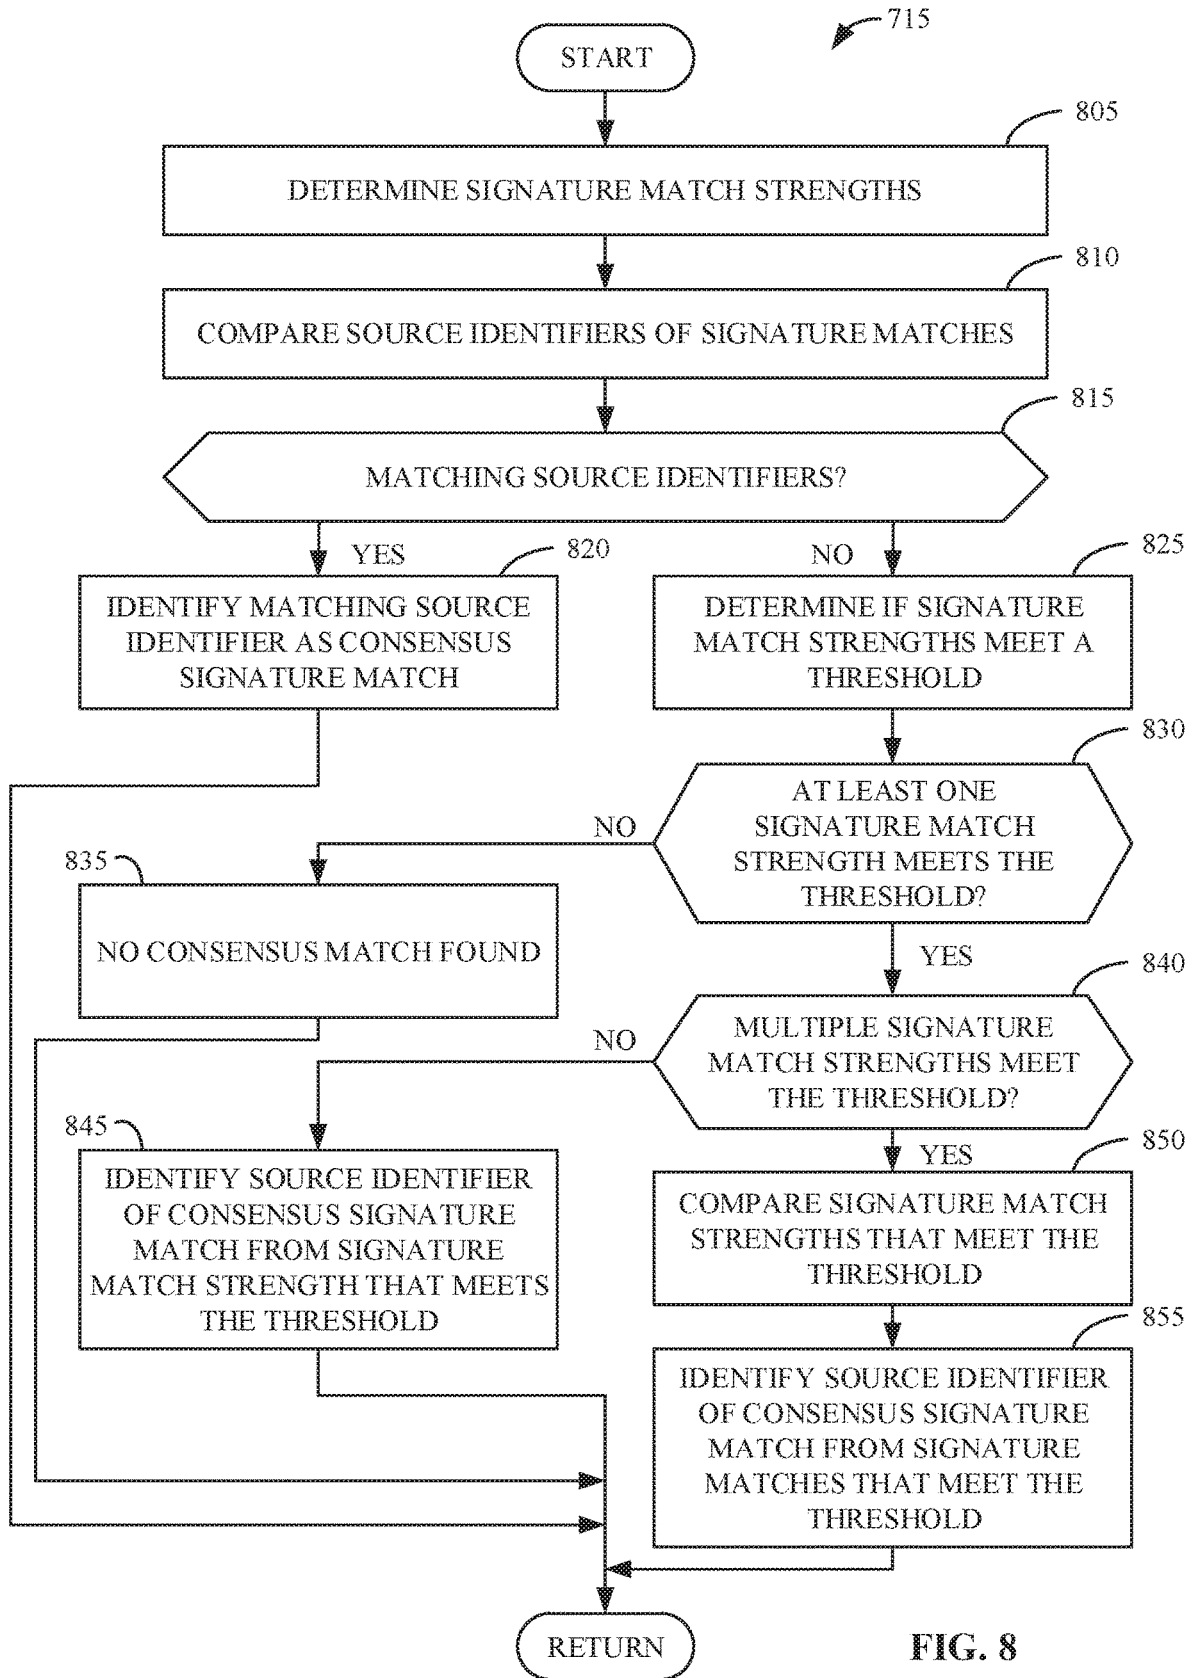 715
START
805
DETERMINE SIGNATURE MATCH STRENGTHS
810
COMPARE SOURCE IDENTIFIERS OF SIGNATURE MATCHES
815
MATCHING SOURCE IDENTIFIERS?
YES
820
NO
825
IDENTIFY MATCHING SOURCE
IDENTIFIER AS CONSENSUS
SIGNATURE MATCH
DETERMINE IF SIGNATURE
MATCH STRENGTHS MEET A
THRESHOLD
830
AT LEAST ONE
SIGNATURE MATCH
STRENGTH MEETS THE
THRESHOLD?
NO
835
NO CONSENSUS MATCH FOUND
YES
840
MULTIPLE SIGNATURE
MATCH STRENGTHS MEET
THE THRESHOLD?
NO
845
IDENTIFY SOURCE IDENTIFIER
OF CONSENSUS SIGNATURE
MATCH FROM SIGNATURE
MATCH STRENGTH THAT MEETS
THE THRESHOLD
YES
850
COMPARE SIGNATURE MATCH
STRENGTHS THAT MEET THE
THRESHOLD
855
IDENTIFY SOURCE IDENTIFIER
OF CONSENSUS SIGNATURE
MATCH FROM SIGNATURE
MATCHES THAT MEET THE
THRESHOLD
RETURN
FIG. 8